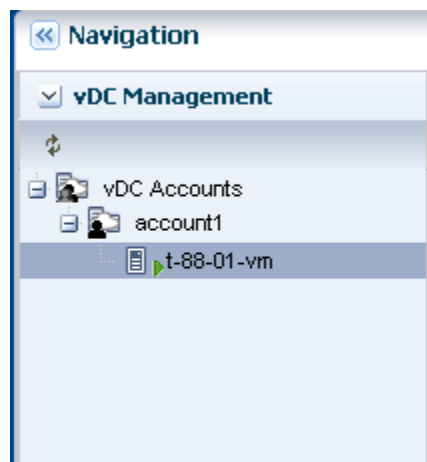 Navigation
vDC Management
vDC Accounts
account1
t-88-01-vm